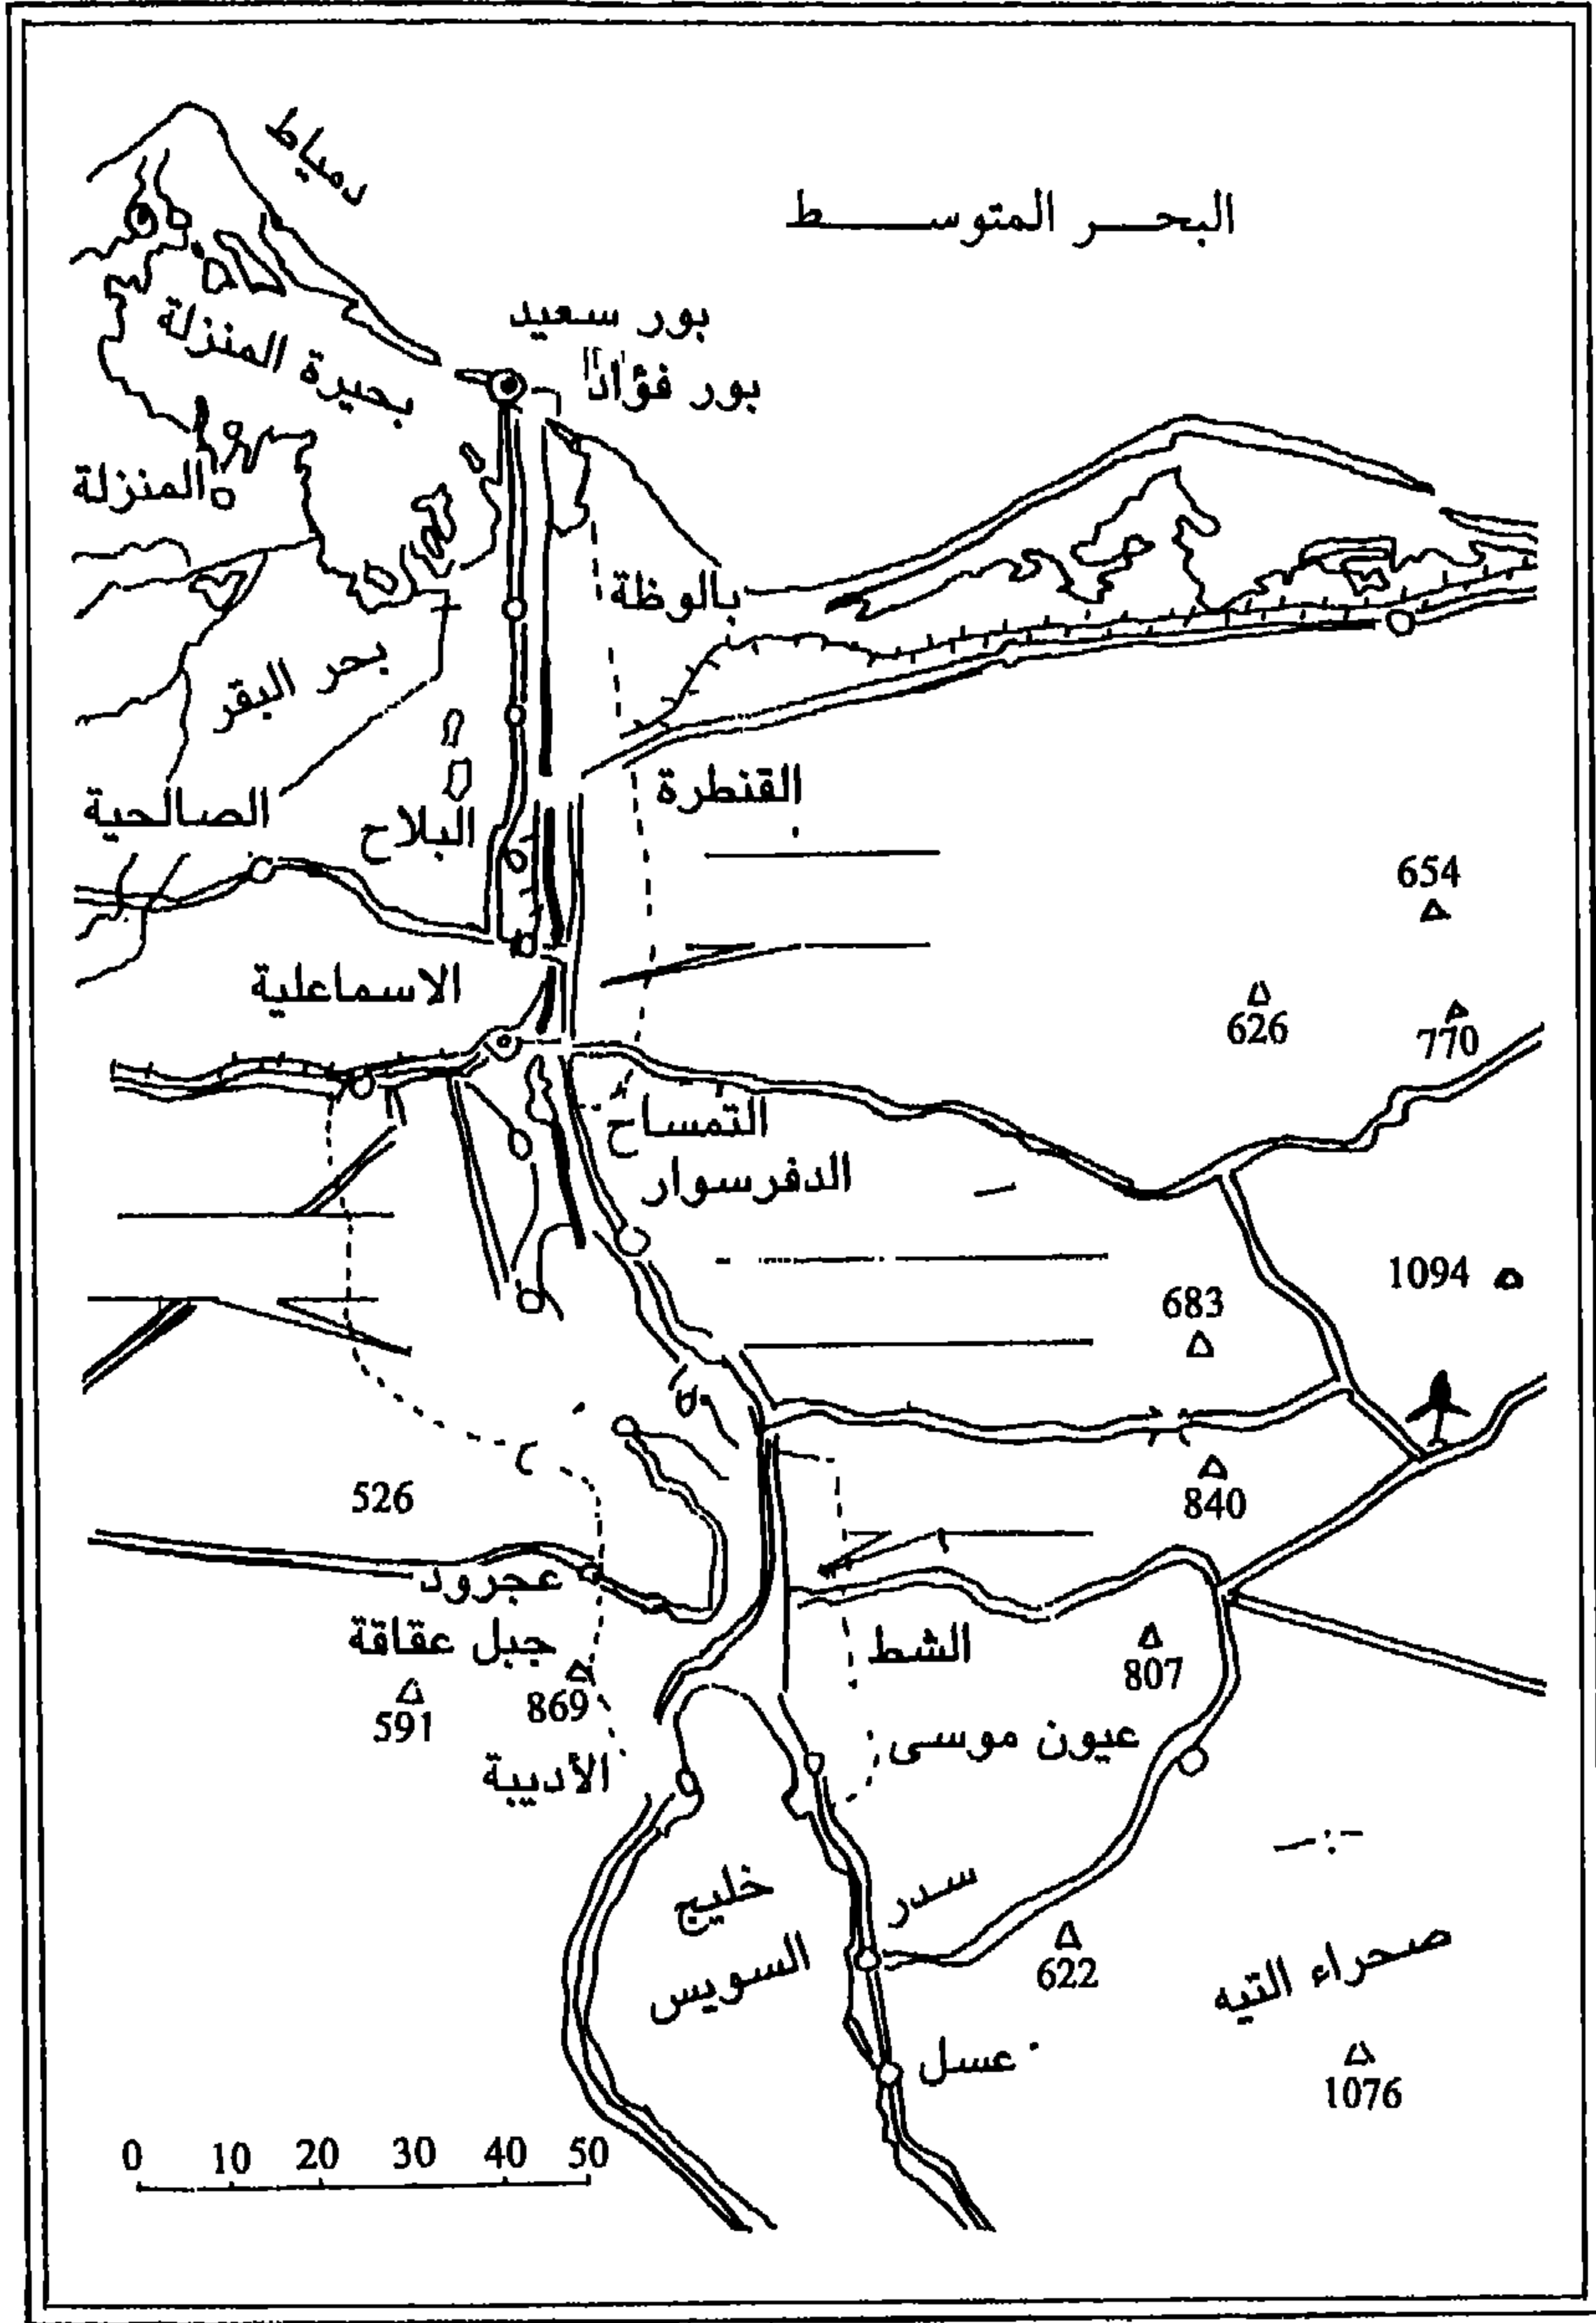 دمياط
البحر المتوسط
بور سعيد
بور فؤاد
بحيرة المنزلة
المنزلة
بالوظة
بحر البقر
القنطرة
الصالحية
البلاح
654
الاسماعلية
626
770
التمساح
الدفرسوار
1094
683
526
840
عجرود
جبل عقاقة
الشط
807
869
591
عيون موسى
الأديبة
سدر
خليج
السويس
622
صحراء التيه
عسل
1076
0 10 20 30 40 50